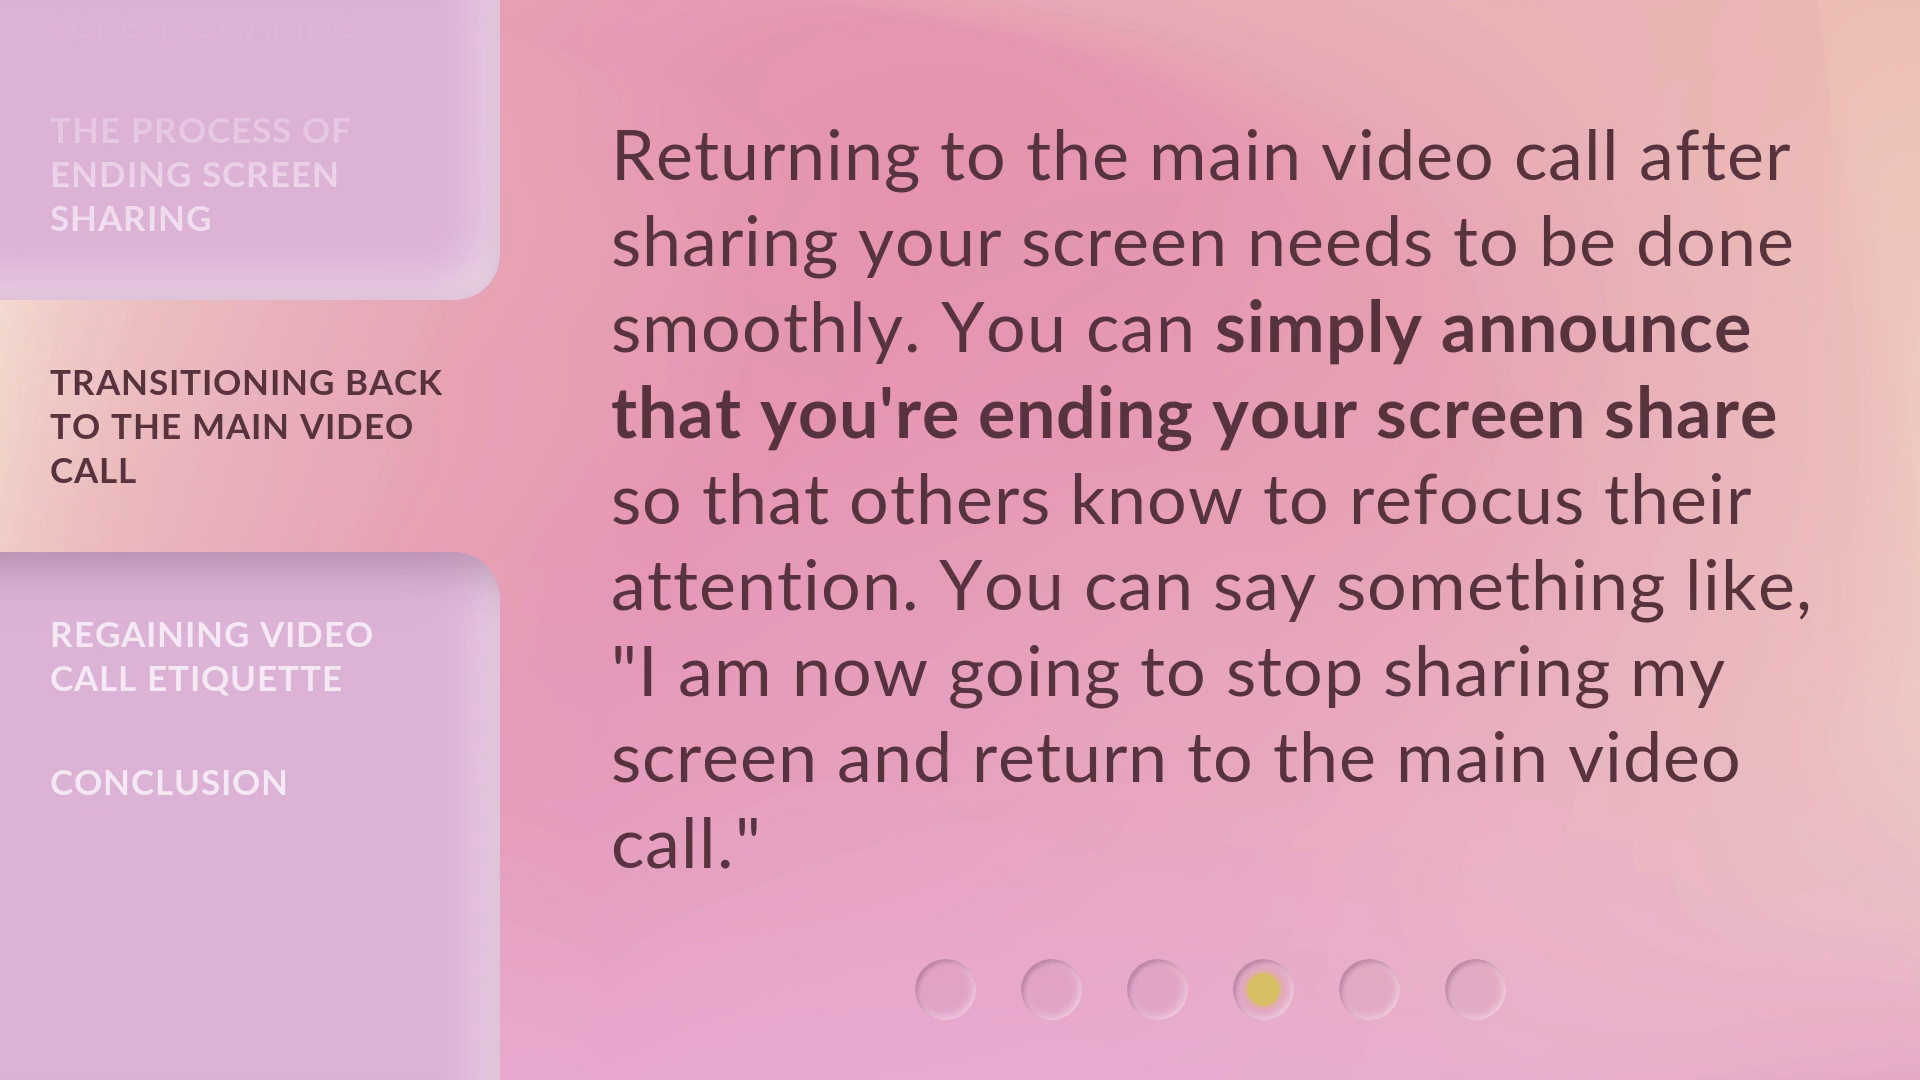 SCREEN SHARING
THE PROCESS OF
ENDING SCREEN
SHARING
TRANSITIONING BACK
TO THE MAIN VIDEO
CALL
REGAINING VIDEO
CALL ETIQUETTE
CONCLUSION
Returning to the main video call after
sharing your screen needs to be done
smoothly. You can simply announce
that you're ending your screen share
so that others know to refocus their
attention. You can say something like,
"I am now going to stop sharing my
screen and return to the main video
call."